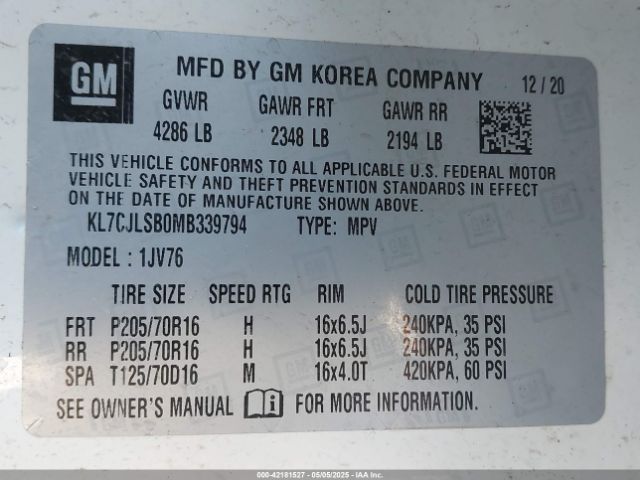 GM MFD BY GM KOREA COMPANY 12 / 20
GVWR GAWR FRT GAWR RR
4286 LB 2348 LB 2194 LB
THIS VEHICLE CONFORMS TO ALL APPLICABLE U.S. FEDERAL MOTOR
VEHICLE SAFETY AND THEFT PREVENTION STANDARDS IN EFFECT
ON THE DATE OF MANUFACTURE SHOWN ABOVE.
KL7CJLSB0MB339794 TYPE: MPV
MODEL : 1JV76
TIRE SIZE SPEED RTG RIM COLD TIRE PRESSURE
FRT P205/70R16 H 16x6.5J 240KPA, 35 PSI
RR P205/70R16 H 16x6.5J 240KPA, 35 PSI
SPA T125/70D16 M 16x4.0T 420KPA, 60 PSI
SEE OWNER'S MANUAL FOR MORE INFORMATION.
000-42181527 - 05/05/2025 - IAAI, Inc.